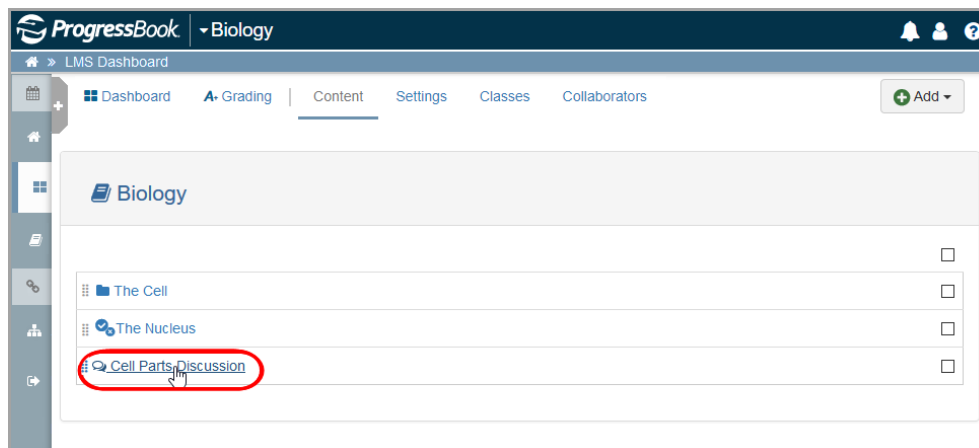 ProgressBook Biology
LMS Dashboard
Dashboard A+ Grading Content Settings Classes Collaborators Add
Biology
The Cell
The Nucleus
Cell Parts Discussion